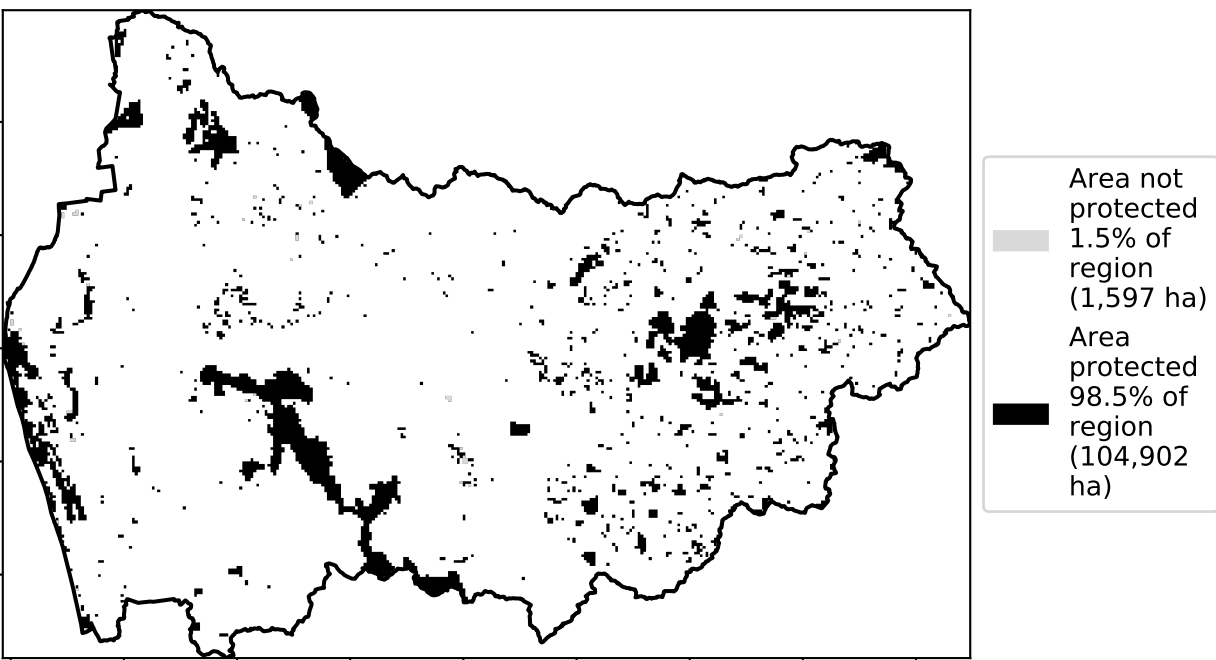 Area not
protected
1.5% of
region
(1,597 ha)
Area
protected
98.5% of
region
(104,902
ha)